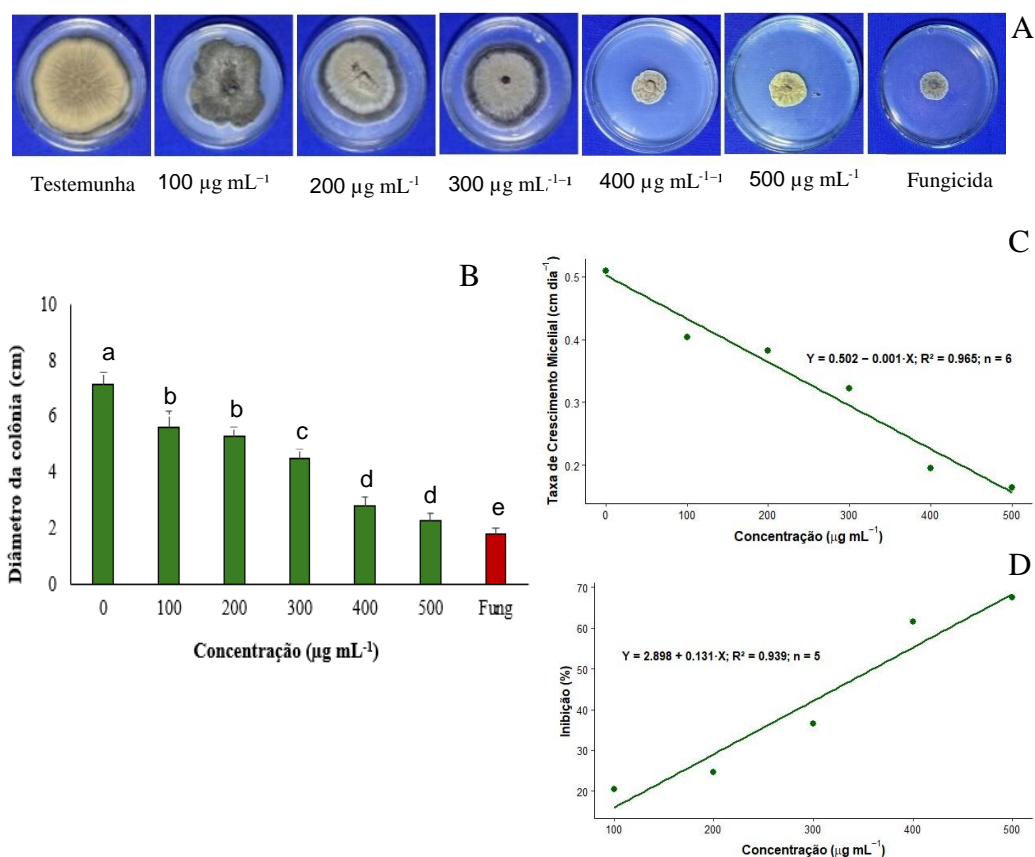 A
Testemunha 100 µg mL⁻¹ 200 µg mL⁻¹ 300 µg mL⁻¹⁻¹ 400 µg mL⁻¹⁻¹ 500 µg mL⁻¹ Fungicida
B
Diâmetro da colônia (cm)
10
8
6
4
2
0
a
b
b
c
d
d
e
0 100 200 300 400 500 Fung
Concentração (µg mL⁻¹)
C
Taxa de Crescimento Micelial (cm dia⁻¹)
0.5
0.4
0.3
0.2
Y = 0.502 − 0.001·X; R² = 0.965; n = 6
0 100 200 300 400 500
Concentração (µg mL⁻¹)
D
Inibição (%)
70
60
50
40
30
20
Y = 2.898 + 0.131·X; R² = 0.939; n = 5
100 200 300 400 500
Concentração (µg mL⁻¹)